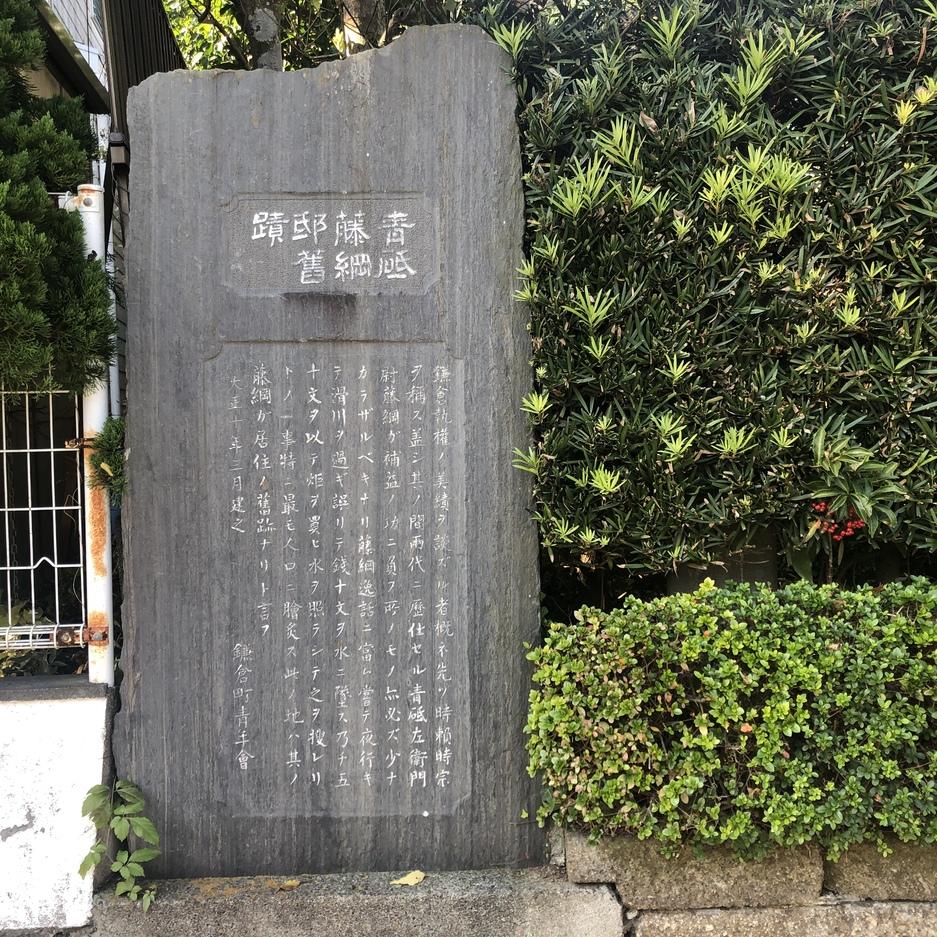 青砥
藤綱
邸舊
蹟
鎌倉執權ノ美績ヲ談ズル者概ネ先ヅ時頼時宗
ヲ稱ス蓋シ其ノ間兩代ニ歴仕セル青砥左衛門
尉藤綱ガ補益ノ功ニ負フ所ノモノ亦必ズ少ナ
カラザルベキナリ藤綱逸話ニ富ム嘗テ夜行キ
テ滑川ヲ過ギ誤リテ錢十文ヲ水ニ墜ス乃チ五
十文ヲ以テ炬ヲ買ヒ水ヲ照ラシテ之ヲ捜レリ
トノ一事特ニ最モ人口ニ膾炙ス此ノ地ハ其ノ
藤綱ガ居住ノ舊跡ナリト言フ
大正十年三月建之 鎌倉町青年會